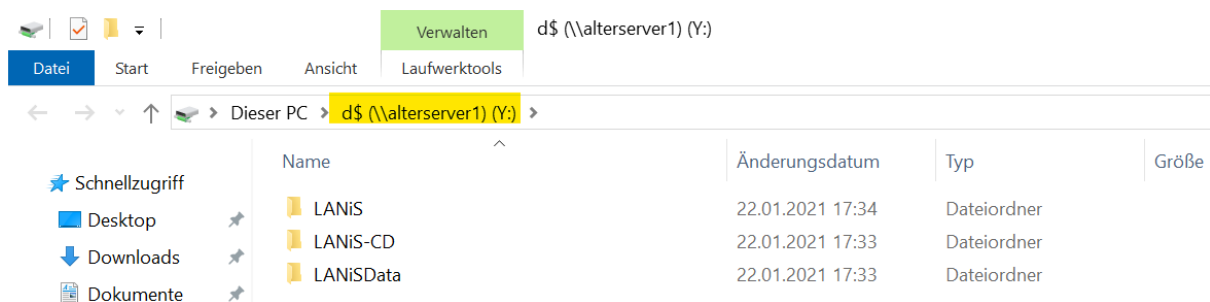 Verwalten d$ (\\alterserver1) (Y:)
Datei Start Freigeben Ansicht Laufwerktools
Dieser PC > d$ (\\alterserver1) (Y:) >
Name Änderungsdatum Typ Größe
Schnellzugriff
Desktop LANiS 22.01.2021 17:34 Dateiordner
LANiS-CD 22.01.2021 17:33 Dateiordner
Downloads LANiSData 22.01.2021 17:33 Dateiordner
Dokumente